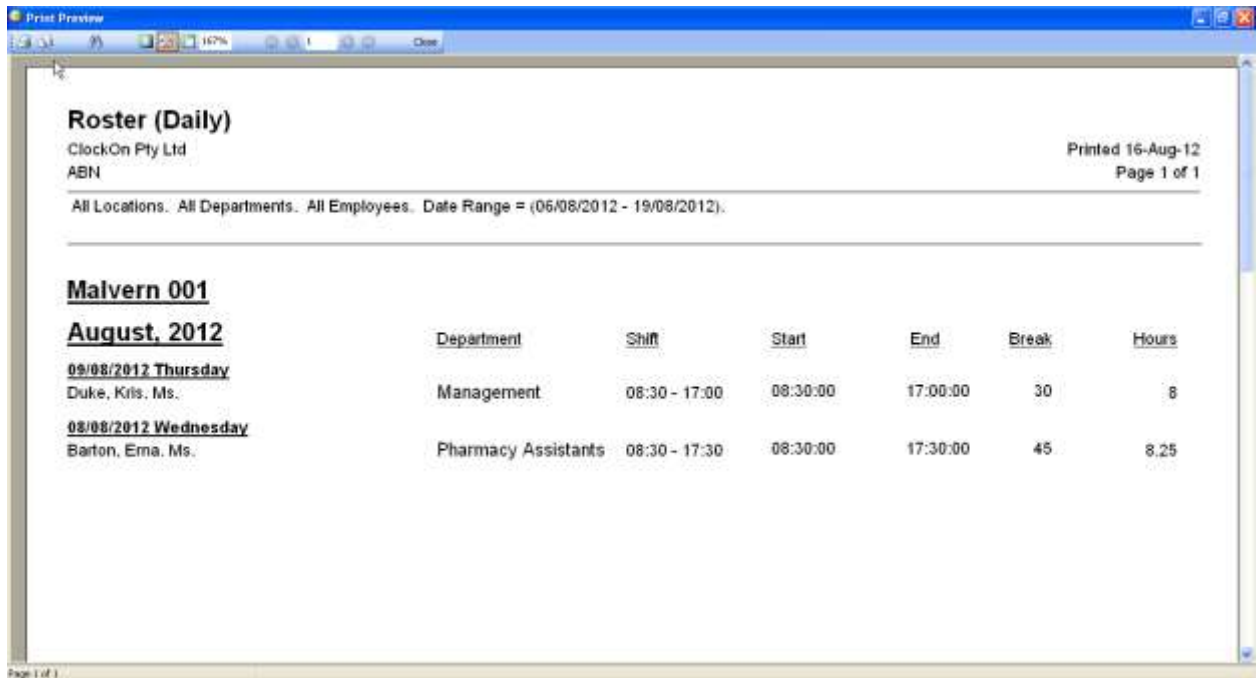 Print Preview
167% 1 Close
Roster (Daily)
ClockOn Pty Ltd
Printed 16-Aug-12
ABN
Page 1 of 1
All Locations. All Departments. All Employees. Date Range = (06/08/2012 - 19/08/2012).
Malvern 001
August, 2012 Department Shift Start End Break Hours
09/08/2012 Thursday
Duke, Kris. Ms. Management 08:30 - 17:00 08:30:00 17:00:00 30 8
08/08/2012 Wednesday
Barton, Erna. Ms. Pharmacy Assistants 08:30 - 17:30 08:30:00 17:30:00 45 8.25
Page 1 of 1